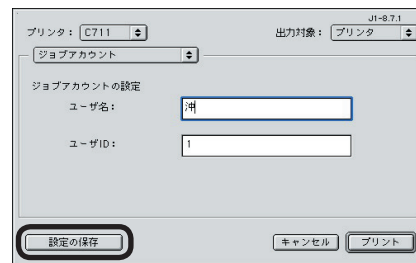 J1-8.7.1
プリンタ： C711 出力対象： プリンタ
ジョブアカウント
ジョブアカウントの設定
ユーザ名： 沖
ユーザID： 1
設定の保存 キャンセル プリント